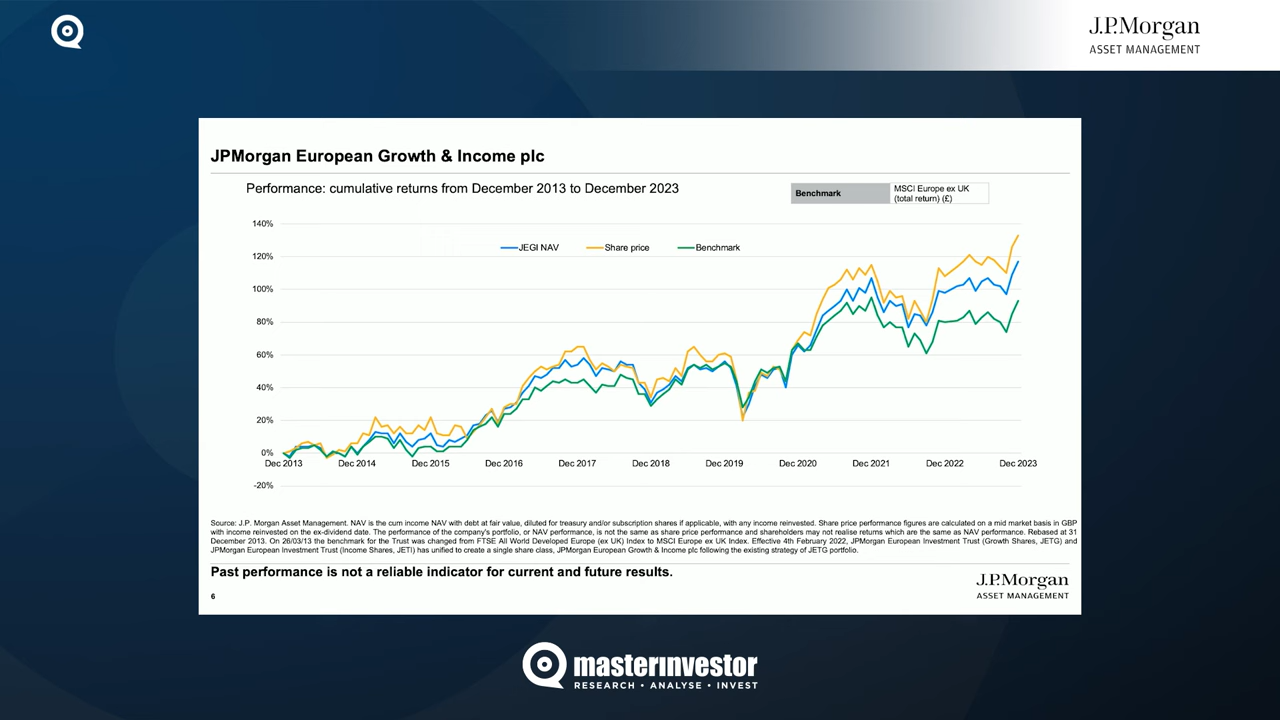 J.P.Morgan
ASSET MANAGEMENT
JPMorgan European Growth & Income plc
Performance: cumulative returns from December 2013 to December 2023
Benchmark
MSCI Europe ex UK
(total return) (£)
140%
JEGI NAV
Share price
Benchmark
120%
100%
80%
60%
40%
20%
0%
Dec 2013
Dec 2014
Dec 2015
Dec 2016
Dec 2017
Dec 2018
Dec 2019
Dec 2020
Dec 2021
Dec 2022
Dec 2023
-20%
Source: J.P. Morgan Asset Management. NAV is the cum income NAV with debt at fair value, diluted for treasury and/or subscription shares if applicable, with any income reinvested. Share price performance figures are calculated on a mid market basis in GBP
with income reinvested on the ex-dividend date. The performance of the company's portfolio, or NAV performance, is not the same as share price performance and shareholders may not realise returns which are the same as NAV performance. Rebased at 31
December 2013. On 26/03/13 the benchmark for the Trust was changed from FTSE All World Developed Europe (ex UK) Index to MSCI Europe ex UK Index. Effective 4th February 2022, JPMorgan European Investment Trust (Growth Shares, JETG) and
JPMorgan European Investment Trust (Income Shares, JETI) has unified to create a single share class, JPMorgan European Growth & Income plc following the existing strategy of JETG portfolio.
Past performance is not a reliable indicator for current and future results.
J.P.Morgan
ASSET MANAGEMENT
6
masterinvestor
RESEARCH • ANALYSE • INVEST